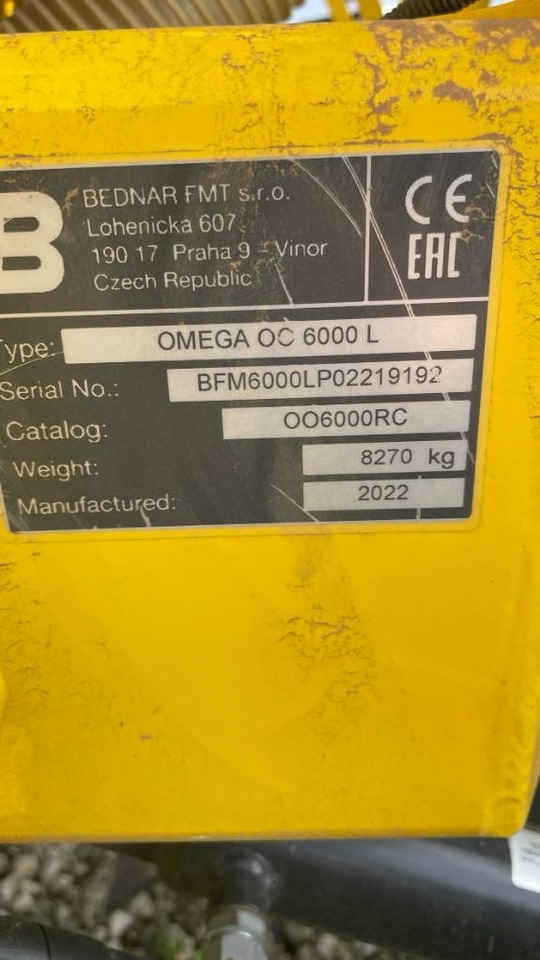 B
BEDNAR FMT s.r.o.
Lohenicka 607
190 17 Praha 9 - Vinor
Czech Republic
CE
EAC
Type: OMEGA OO 6000 L
Serial No.: BFM6000LP02219192
Catalog: OO6000RC
Weight: 8270 kg
Manufactured: 2022